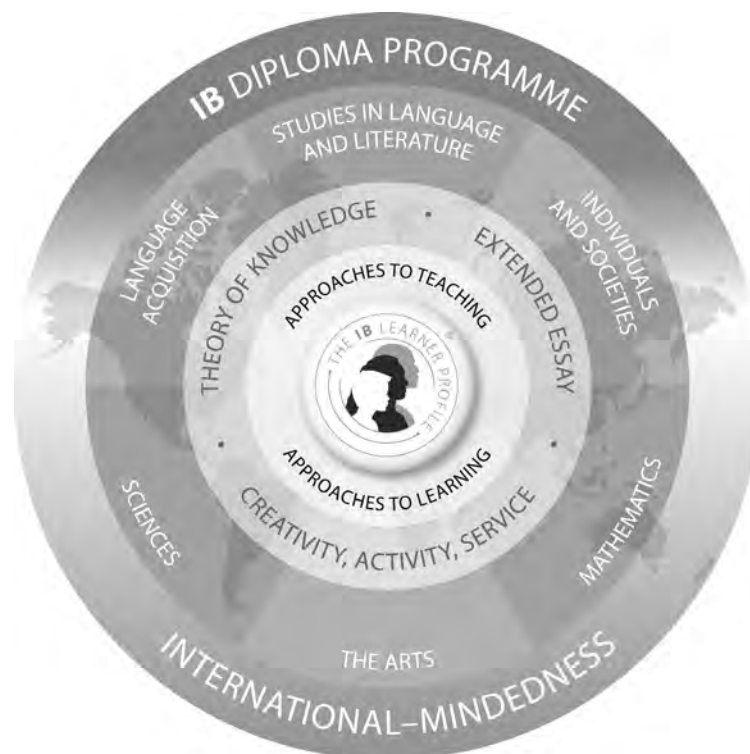 IB DIPLOMA PROGRAMME
STUDIES IN LANGUAGE
AND LITERATURE
LANGUAGE
ACQUISITION
INDIVIDUALS
AND SOCIETIES
THEORY OF KNOWLEDGE
EXTENDED ESSAY
APPROACHES TO TEACHING
THE IB LEARNER PROFILE
APPROACHES TO LEARNING
CREATIVITY, ACTIVITY, SERVICE
SCIENCES
MATHEMATICS
THE ARTS
INTERNATIONAL–MINDEDNESS